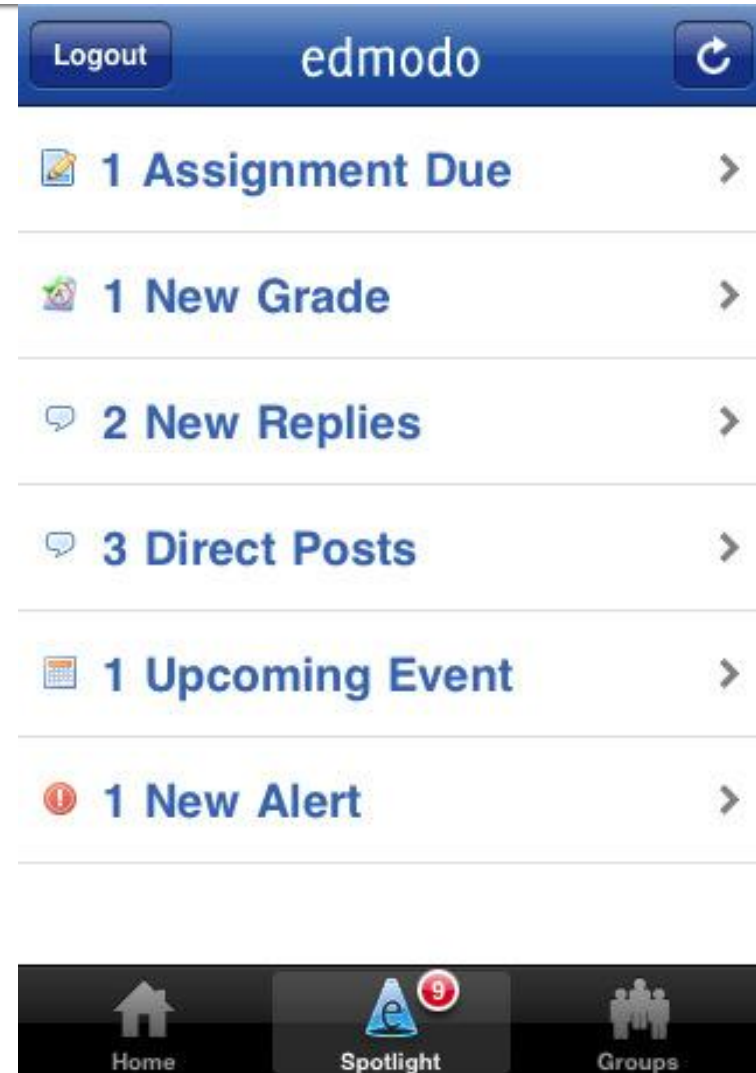 Logout edmodo
1 Assignment Due
1 New Grade
2 New Replies
3 Direct Posts
1 Upcoming Event
1 New Alert
e 9
Home Spotlight Groups